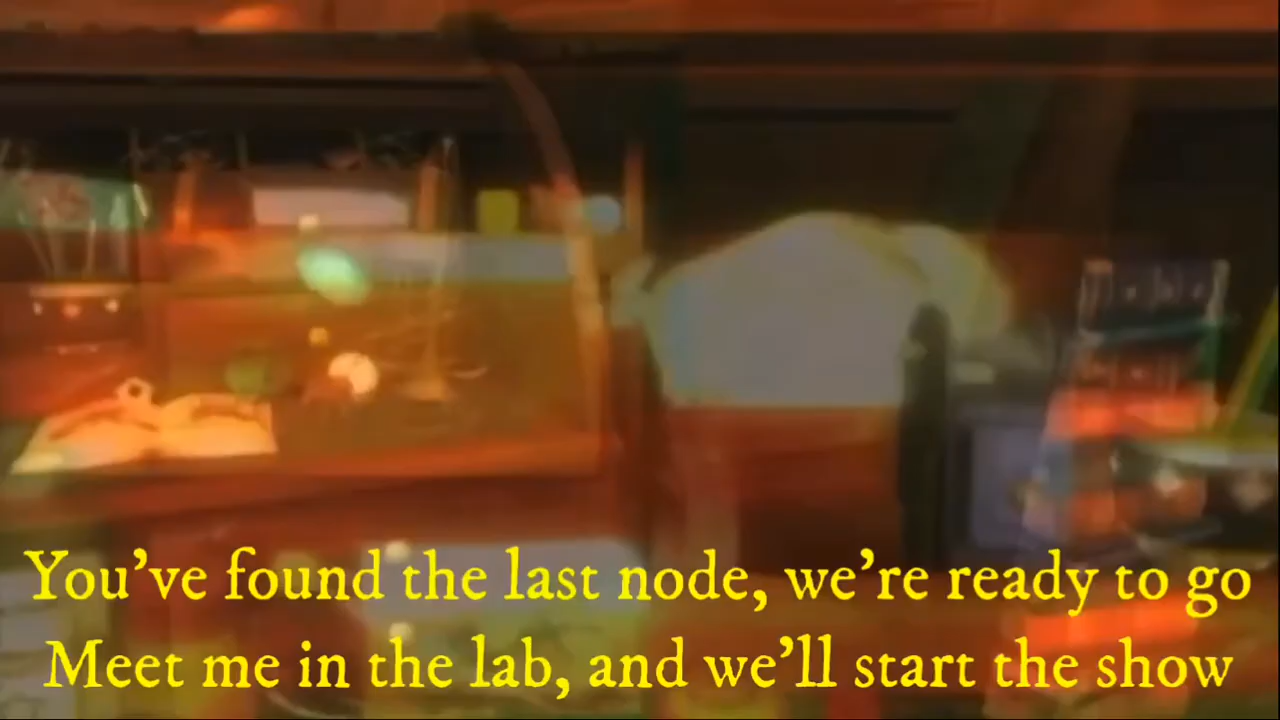 You've found the last node, we're ready to go
Meet me in the lab, and we'll start the show